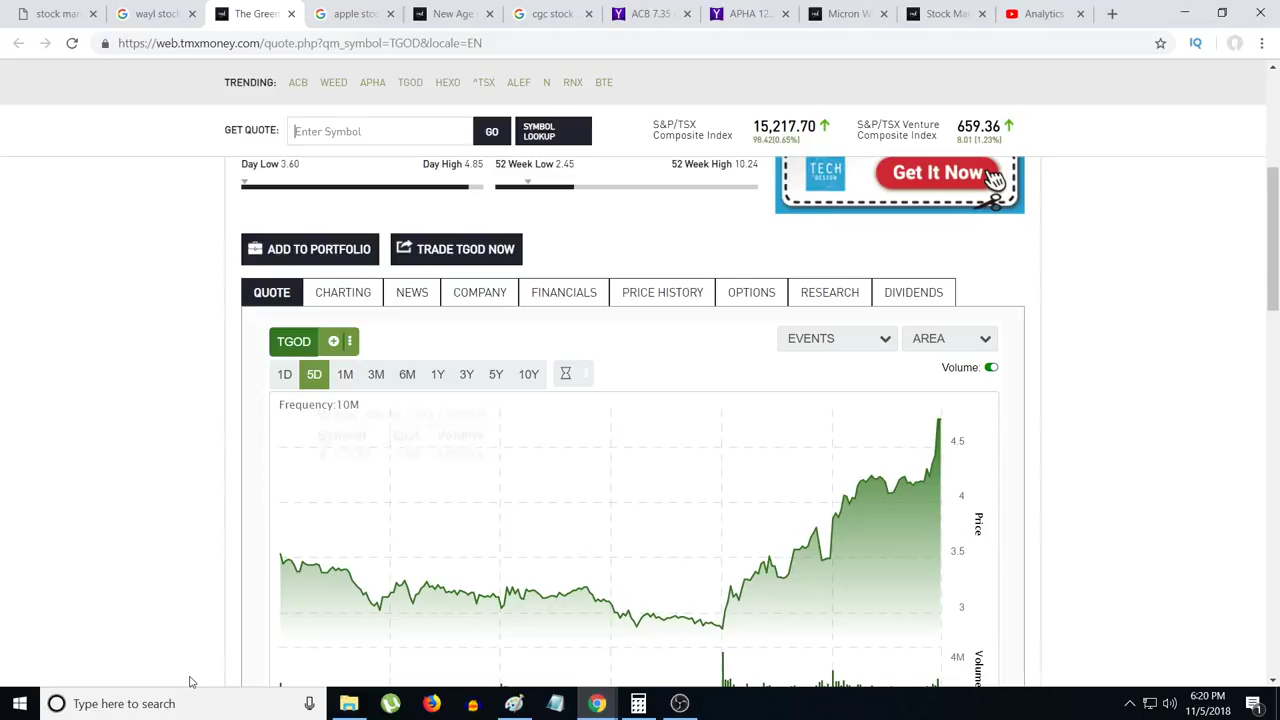 stock mar
wayl stoc
The Green
apple sto
New Age
cgc stock
ACB 7.35
APHA 12.
Micron W
Stock Ma
Analytics
https://web.tmxmoney.com/quote.php?qm_symbol=TGOD&locale=EN
TRENDING: ACB WEED APHA TGOD HEXO ^TSX ALEF N RNX BTE
GET QUOTE: Enter Symbol GO SYMBOL LOOKUP
S&P/TSX Composite Index 15,217.70 98.42(0.65%)
S&P/TSX Venture Composite Index 659.36 8.01 (1.23%)
Day Low 3.60 Day High 4.85 52 Week Low 2.45 52 Week High 10.24
TECH DESIGN
Get It Now
ADD TO PORTFOLIO TRADE TGOD NOW
QUOTE CHARTING NEWS COMPANY FINANCIALS PRICE HISTORY OPTIONS RESEARCH DIVIDENDS
TGOD EVENTS AREA
1D 5D 1M 3M 6M 1Y 3Y 5Y 10Y
Volume:
Frequency:10M
4.5
4
Price
3.5
3
4M
Volume
Type here to search
6:20 PM
11/5/2018